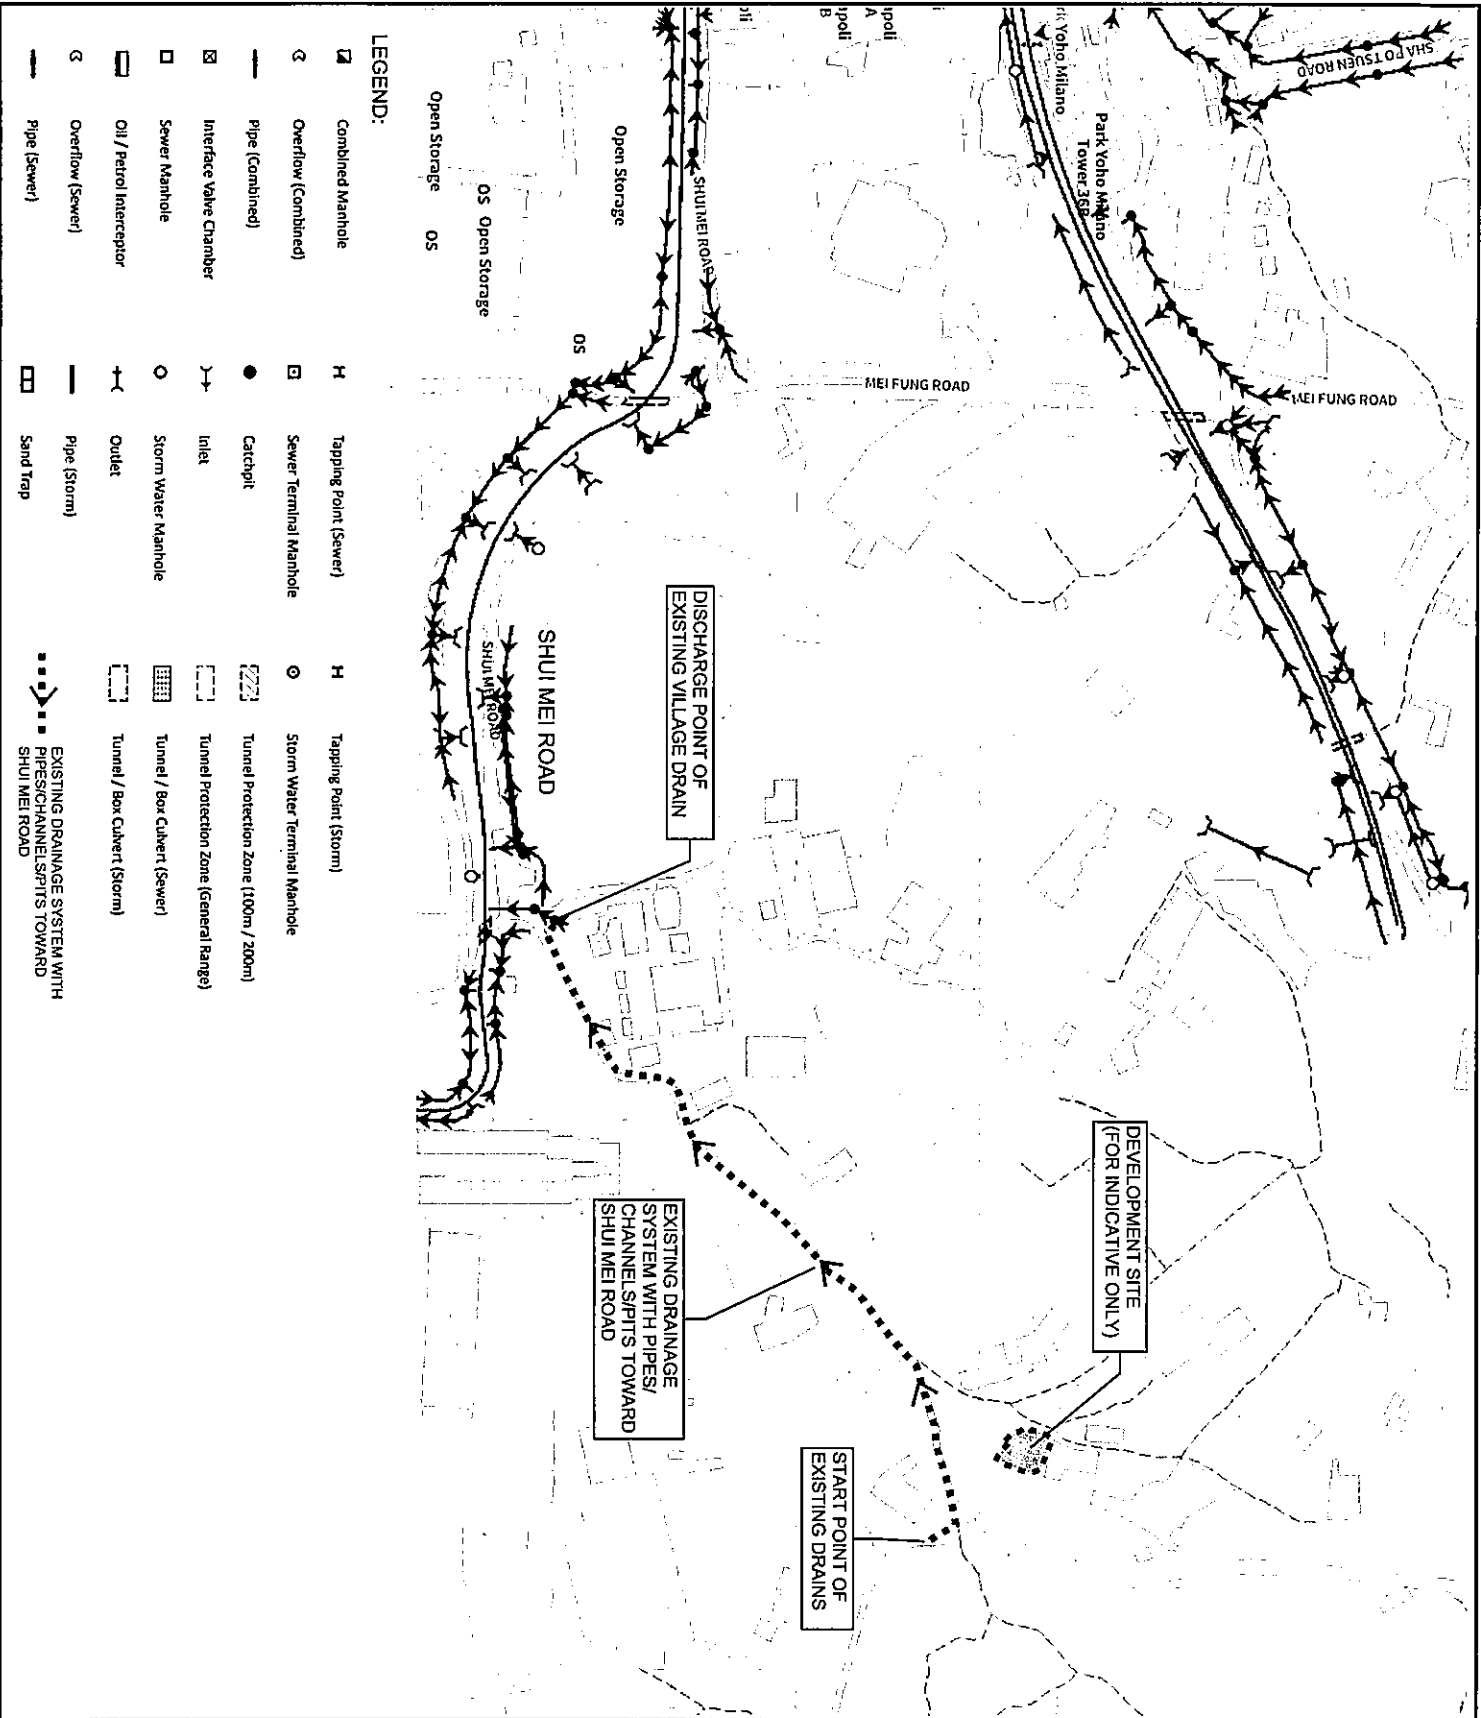 SHA PO TSUEN ROAD
Yoho Milano
Park Yoho Milano
Tower 36B
MEI FUNG ROAD
MEI FUNG ROAD
A
B
SHUI MEI ROAD
Open Storage
Open Storage
OS Open Storage
OS
OS
DISCHARGE POINT OF
EXISTING VILLAGE DRAIN
SHUI MEI ROAD
SHUI MEI ROAD
DEVELOPMENT SITE
(FOR INDICATIVE ONLY)
EXISTING DRAINAGE
SYSTEM WITH PIPES/
CHANNELS/PITS TOWARD
SHUI MEI ROAD
START POINT OF
EXISTING DRAINS
LEGEND:
Combined Manhole
Overflow (Combined)
Pipe (Combined)
Interface Valve Chamber
Sewer Manhole
Oil / Petrol Interceptor
Overflow (Sewer)
Pipe (Sewer)
Tapping Point (Sewer)
Sewer Terminal Manhole
Catchpit
Inlet
Storm Water Manhole
Outlet
Pipe (Storm)
Sand Trap
Tapping Point (Storm)
Storm Water Terminal Manhole
Tunnel Protection Zone (100m / 200m)
Tunnel Protection Zone (General Range)
Tunnel / Box Culvert (Sewer)
Tunnel / Box Culvert (Storm)
EXISTING DRAINAGE SYSTEM WITH
PIPES/CHANNELS/PITS TOWARD
SHUI MEI ROAD